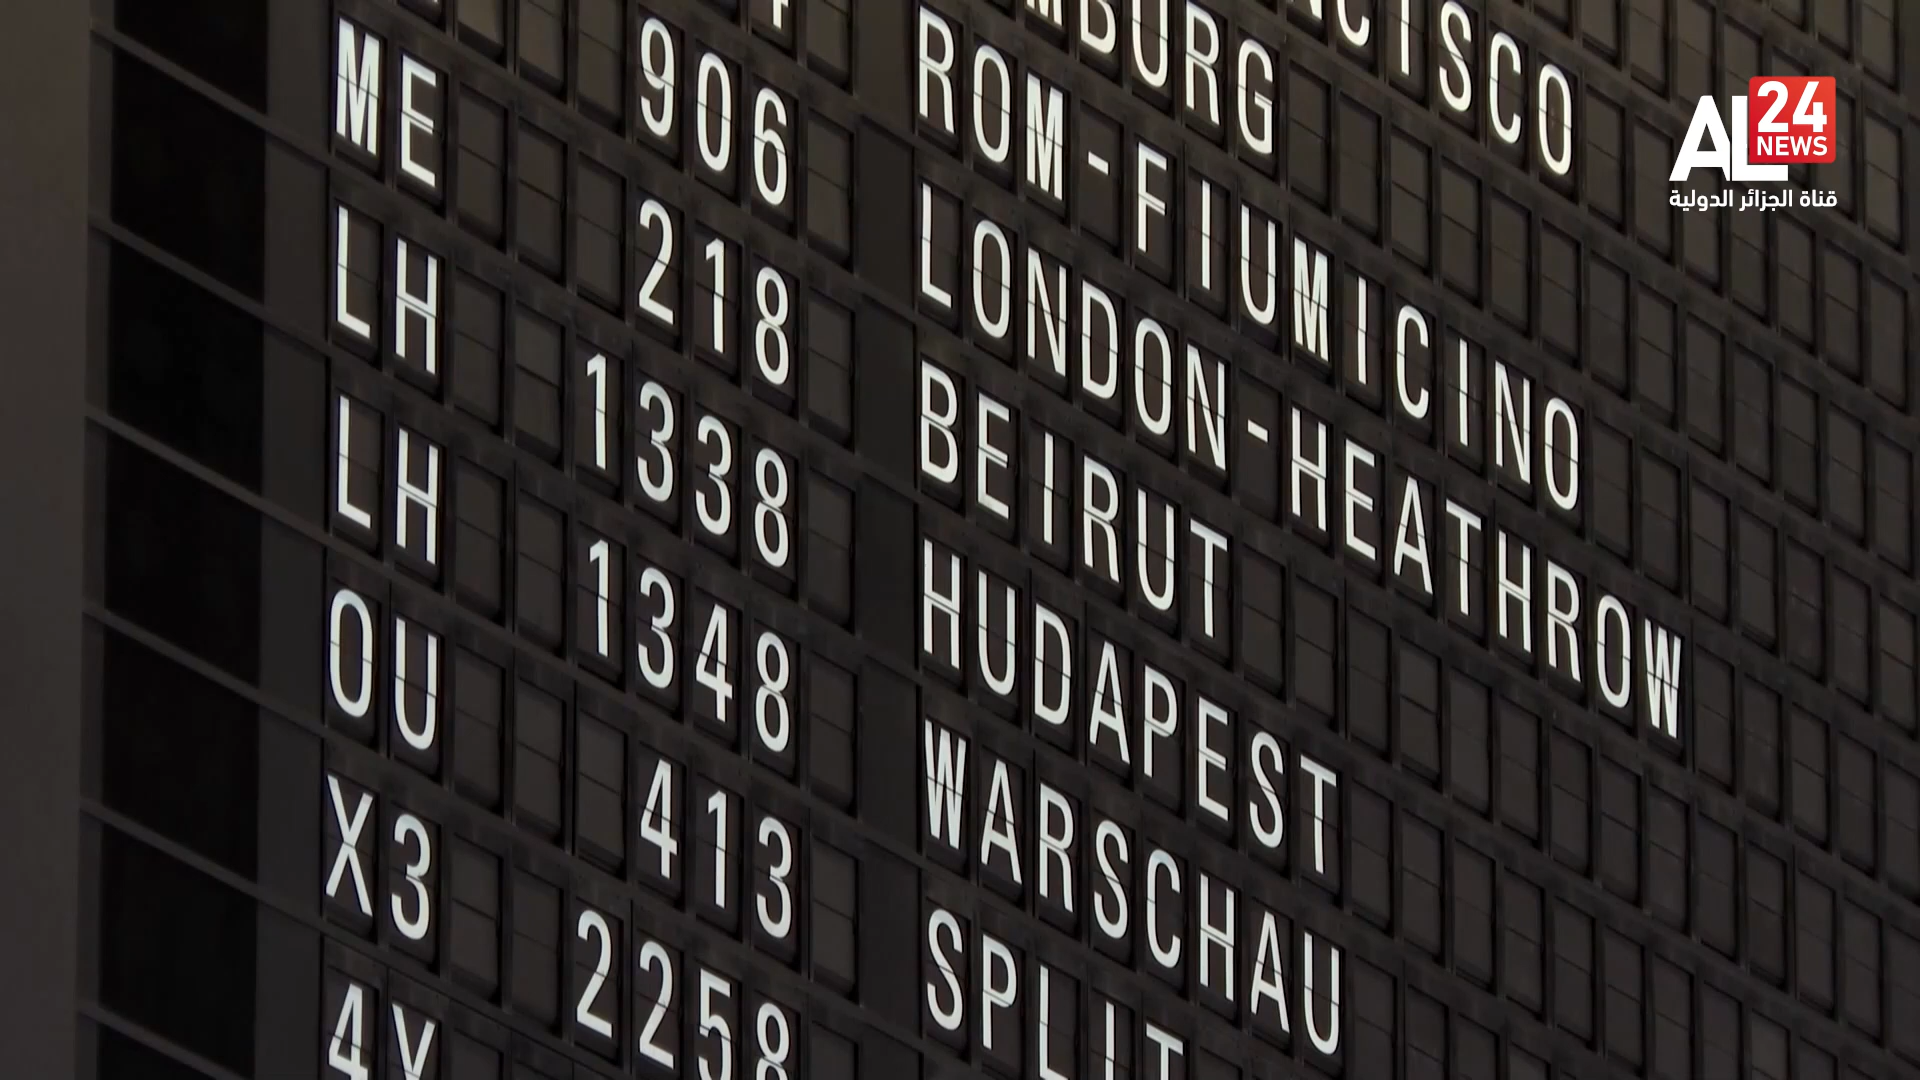 NCISCO
MBURG
ROM-FIUMICINO
906 LONDON-HEATHROW
ME 218 BEIRUT
LH 1338 HUDAPEST
LH 1348 WARSCHAU
OU 413 SPLIT
X3 2258
4Y
AL 24 NEWS
قناة الجزائر الدولية